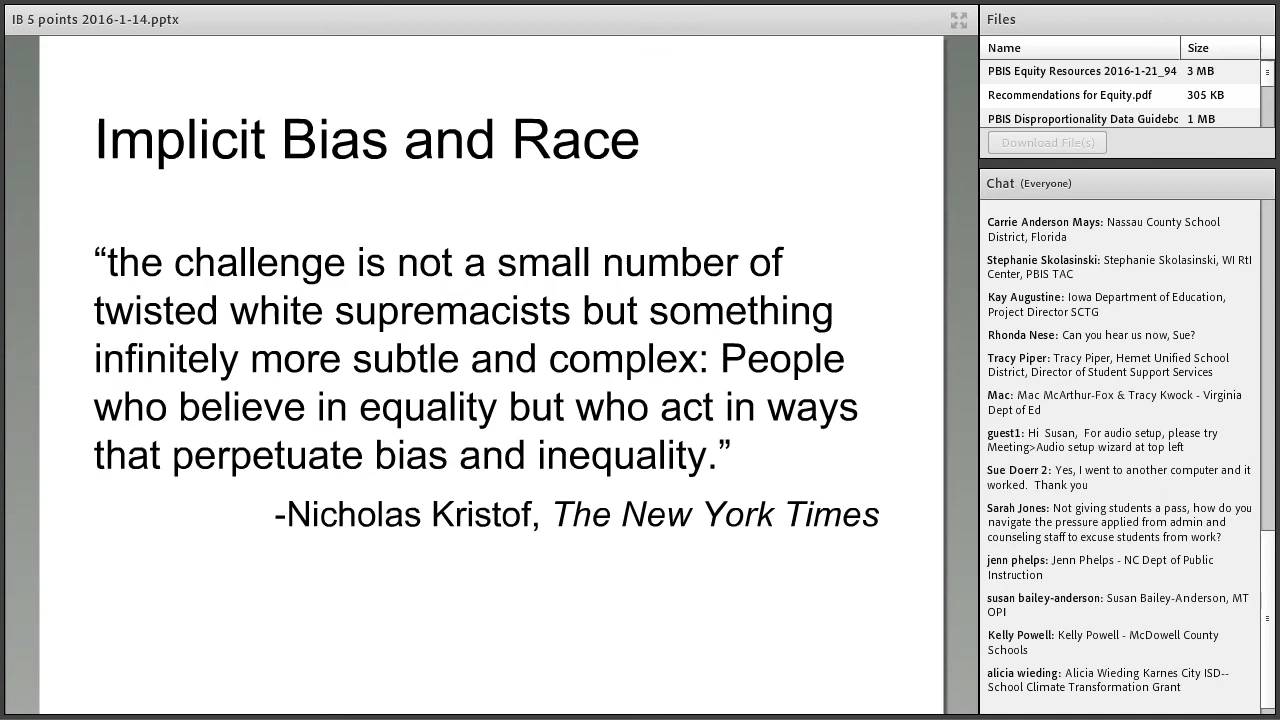 IB 5 points 2016-1-14.pptx
Implicit Bias and Race
“the challenge is not a small number of
twisted white supremacists but something
infinitely more subtle and complex: People
who believe in equality but who act in ways
that perpetuate bias and inequality.”
-Nicholas Kristof, The New York Times
Files
Name Size
PBIS Equity Resources 2016-1-21_94 3 MB
Recommendations for Equity.pdf 305 KB
PBIS Disproportionality Data Guidebc 1 MB
Download File(s)
Chat (Everyone)
Carrie Anderson Mays: Nassau County School
District, Florida
Stephanie Skolasinski: Stephanie Skolasinski, WI RtI
Center, PBIS TAC
Kay Augustine: Iowa Department of Education,
Project Director SCTG
Rhonda Nese: Can you hear us now, Sue?
Tracy Piper: Tracy Piper, Hemet Unified School
District, Director of Student Support Services
Mac: Mac McArthur-Fox & Tracy Kwock - Virginia
Dept of Ed
guest1: Hi Susan, For audio setup, please try
Meeting>Audio setup wizard at top left
Sue Doerr 2: Yes, I went to another computer and it
worked. Thank you
Sarah Jones: Not giving students a pass, how do you
navigate the pressure applied from admin and
counseling staff to excuse students from work?
jenn phelps: Jenn Phelps - NC Dept of Public
Instruction
susan bailey-anderson: Susan Bailey-Anderson, MT
OPI
Kelly Powell: Kelly Powell - McDowell County
Schools
alicia wieding: Alicia Wieding Karnes City ISD--
School Climate Transformation Grant